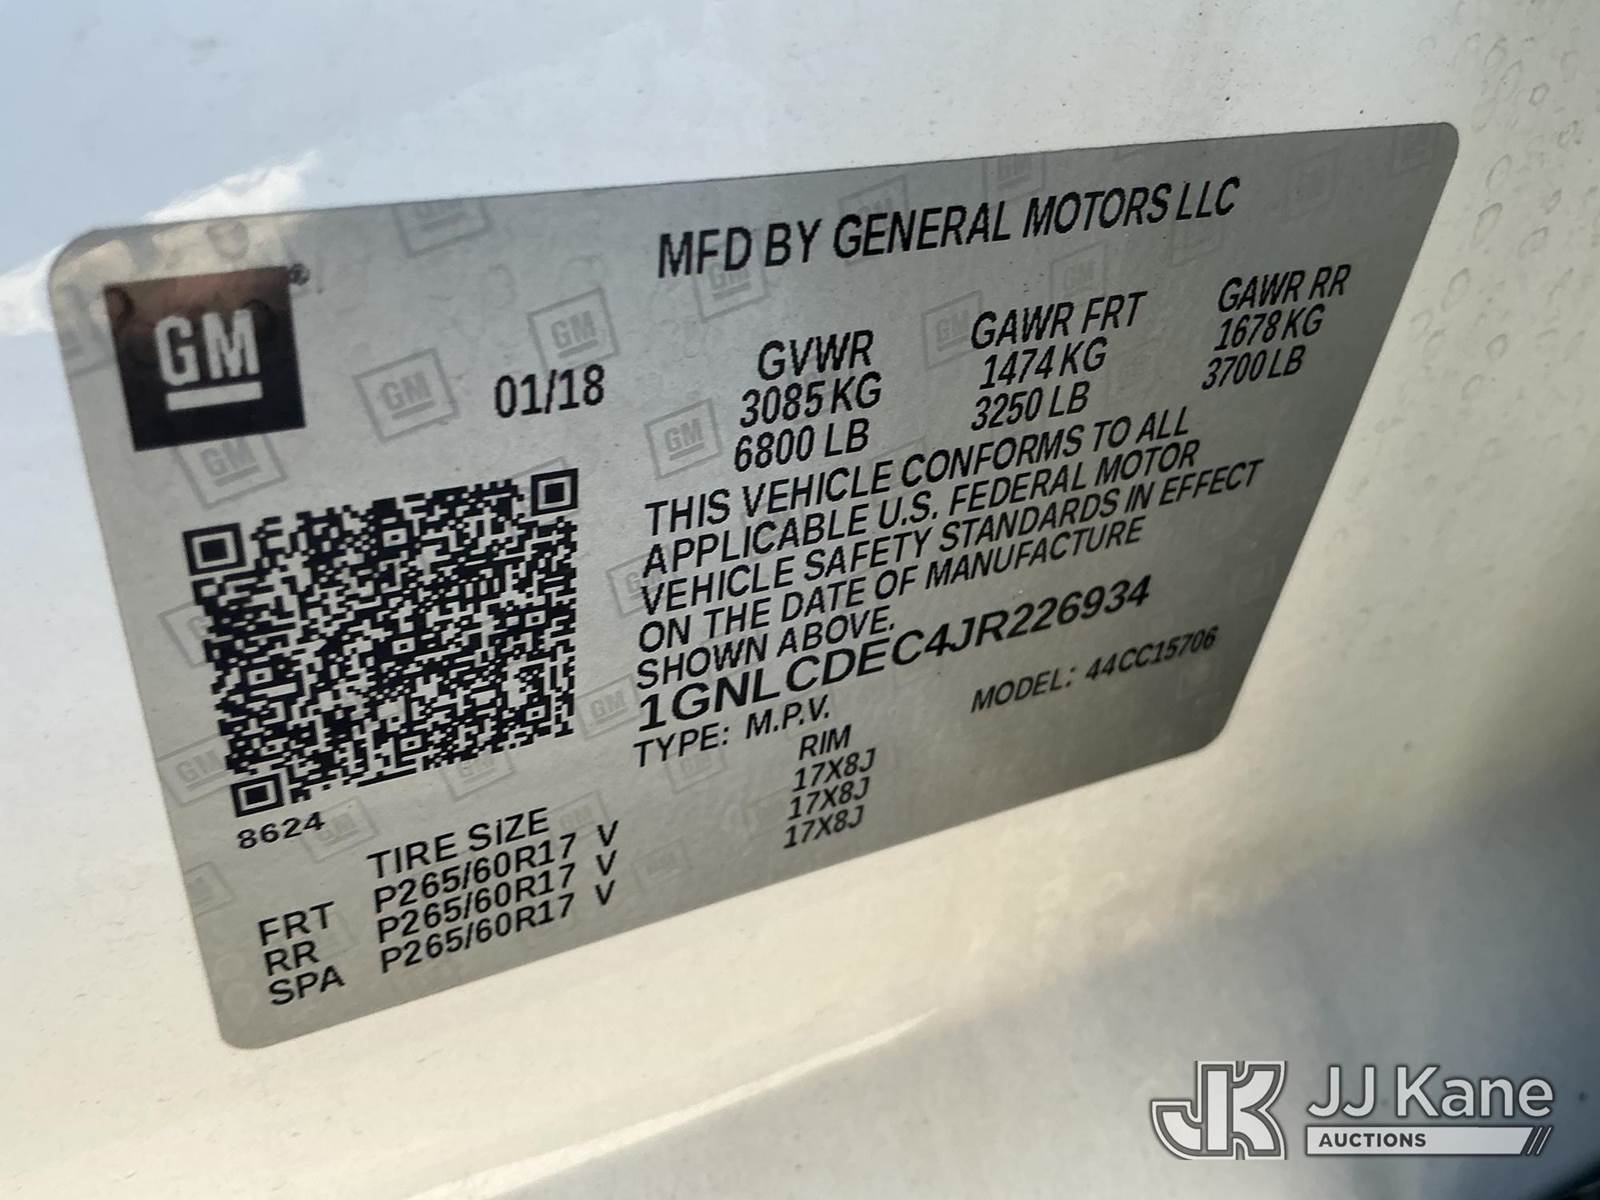 GM
®
MFD BY GENERAL MOTORS LLC
01/18
GVWR GAWR FRT GAWR RR
3085 KG 1474 KG 1678 KG
6800 LB 3250 LB 3700 LB
THIS VEHICLE CONFORMS TO ALL
APPLICABLE U.S. FEDERAL MOTOR
VEHICLE SAFETY STANDARDS IN EFFECT
ON THE DATE OF MANUFACTURE
SHOWN ABOVE.
1GNLCDEC4JR226934
TYPE: M.P.V. MODEL: 44CC15706
8624
TIRE SIZE RIM
FRT P265/60R17 V 17X8J
RR P265/60R17 V 17X8J
SPA P265/60R17 V 17X8J
JK JJ Kane
AUCTIONS